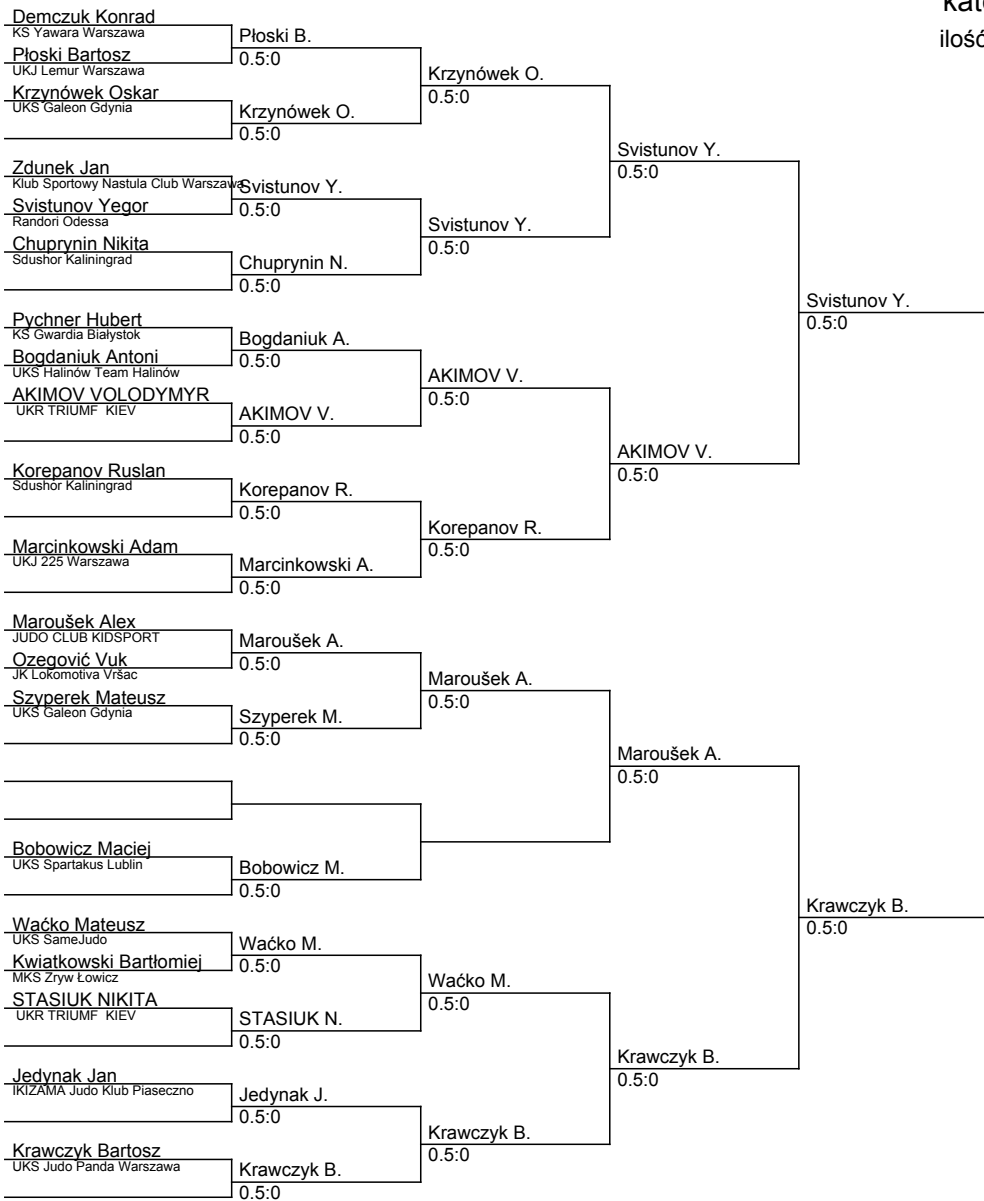 Demczuk Konrad
KS Yawara Warszawa
Płoski Bartosz
UKJ Lemur Warszawa
Krzynówek Oskar
UKS Galeon Gdynia
Zdunek Jan
Klub Sportowy Nastula Club Warszawa
Svistunov Yegor
Randori Odessa
Chuprynin Nikita
Sdushor Kaliningrad
Pychner Hubert
KS Gwardia Białystok
Bogdaniuk Antoni
UKS Halinów Team Halinów
AKIMOV VOLODYMYR
UKR TRIUMF KIEV
Korepanov Ruslan
Sdushor Kaliningrad
Marcinkowski Adam
UKJ 225 Warszawa
Maroušek Alex
JUDO CLUB KIDSPORT
Ozegović Vuk
JK Lokomotiva Vršac
Szyperek Mateusz
UKS Galeon Gdynia
Bobowicz Maciej
UKS Spartakus Lublin
Waćko Mateusz
UKS SameJudo
Kwiatkowski Bartłomiej
MKS Zryw Łowicz
STASIUK NIKITA
UKR TRIUMF KIEV
Jedynak Jan
IKIZAMA Judo Klub Piaseczno
Krawczyk Bartosz
UKS Judo Panda Warszawa
Płoski B.
0.5:0
Krzynówek O.
0.5:0
Svistunov Y.
0.5:0
Chuprynin N.
0.5:0
Bogdaniuk A.
0.5:0
AKIMOV V.
0.5:0
Korepanov R.
0.5:0
Marcinkowski A.
0.5:0
Maroušek A.
0.5:0
Szyperek M.
0.5:0
Bobowicz M.
0.5:0
Waćko M.
0.5:0
STASIUK N.
0.5:0
Jedynak J.
0.5:0
Krawczyk B.
0.5:0
Krzynówek O.
0.5:0
Svistunov Y.
0.5:0
AKIMOV V.
0.5:0
Korepanov R.
0.5:0
Maroušek A.
0.5:0
Waćko M.
0.5:0
Krawczyk B.
0.5:0
Svistunov Y.
0.5:0
AKIMOV V.
0.5:0
Maroušek A.
0.5:0
Krawczyk B.
0.5:0
Svistunov Y.
0.5:0
Krawczyk B.
0.5:0
ilość